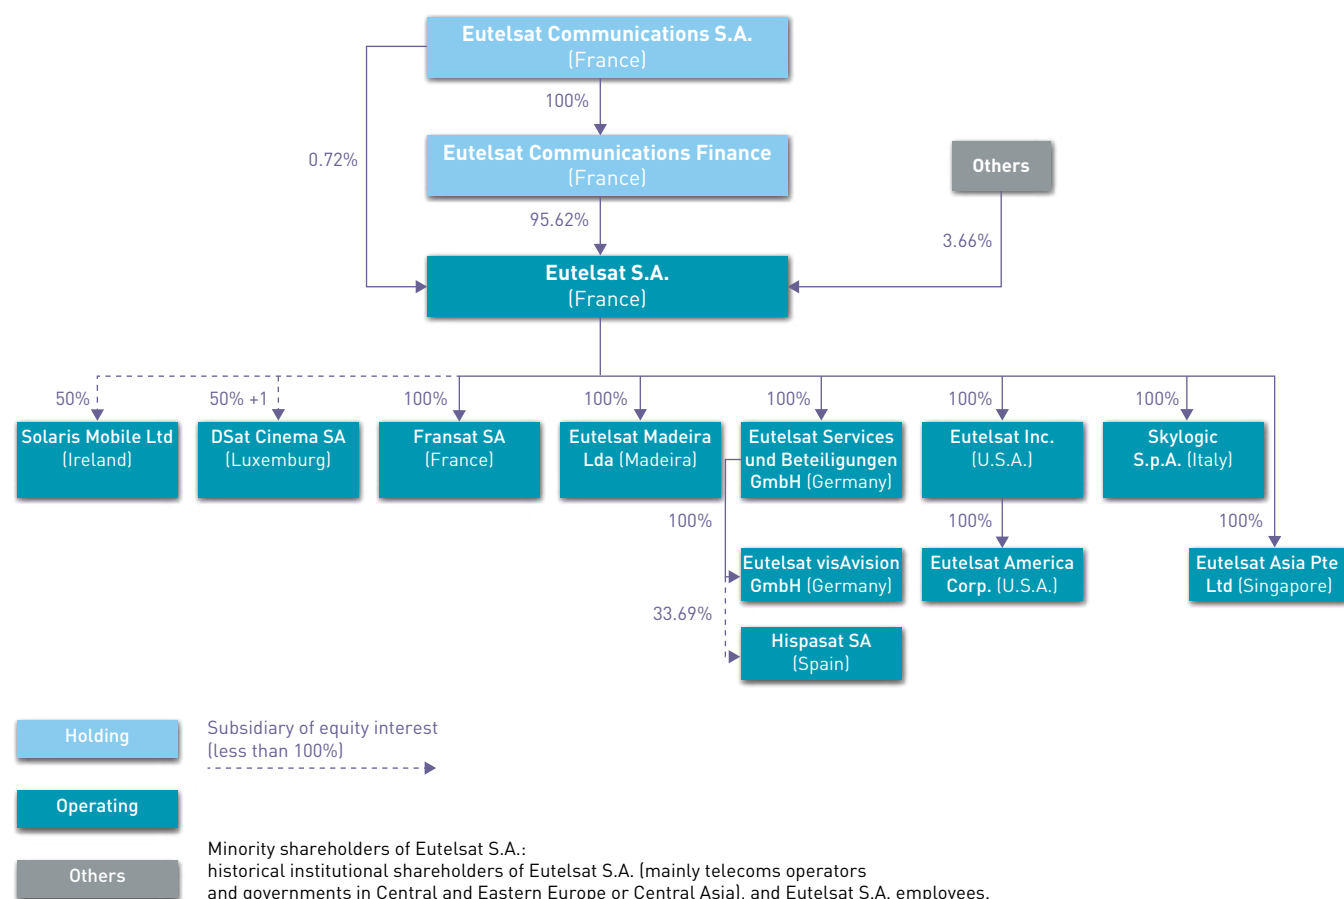 Eutelsat Communications S.A.
(France)
100%
0.72%
Eutelsat Communications Finance
(France)
Others
95.62%
3.66%
Eutelsat S.A.
(France)
50%
50% +1
100%
100%
100%
100%
100%
Solaris Mobile Ltd
(Ireland)
DSat Cinema SA
(Luxemburg)
Fransat SA
(France)
Eutelsat Madeira
Lda (Madeira)
Eutelsat Services
und Beteiligungen
GmbH (Germany)
Eutelsat Inc.
(U.S.A.)
Skylogic
S.p.A. (Italy)
100%
100%
100%
Eutelsat visAvision
GmbH (Germany)
Eutelsat America
Corp. (U.S.A.)
Eutelsat Asia Pte
Ltd (Singapore)
33.69%
Hispasat SA
(Spain)
Holding
Subsidiary of equity interest
(less than 100%)
Operating
Others
Minority shareholders of Eutelsat S.A.:
historical institutional shareholders of Eutelsat S.A. (mainly telecoms operators
and governments in Central and Eastern Europe or Central Asia), and Eutelsat S.A. employees.